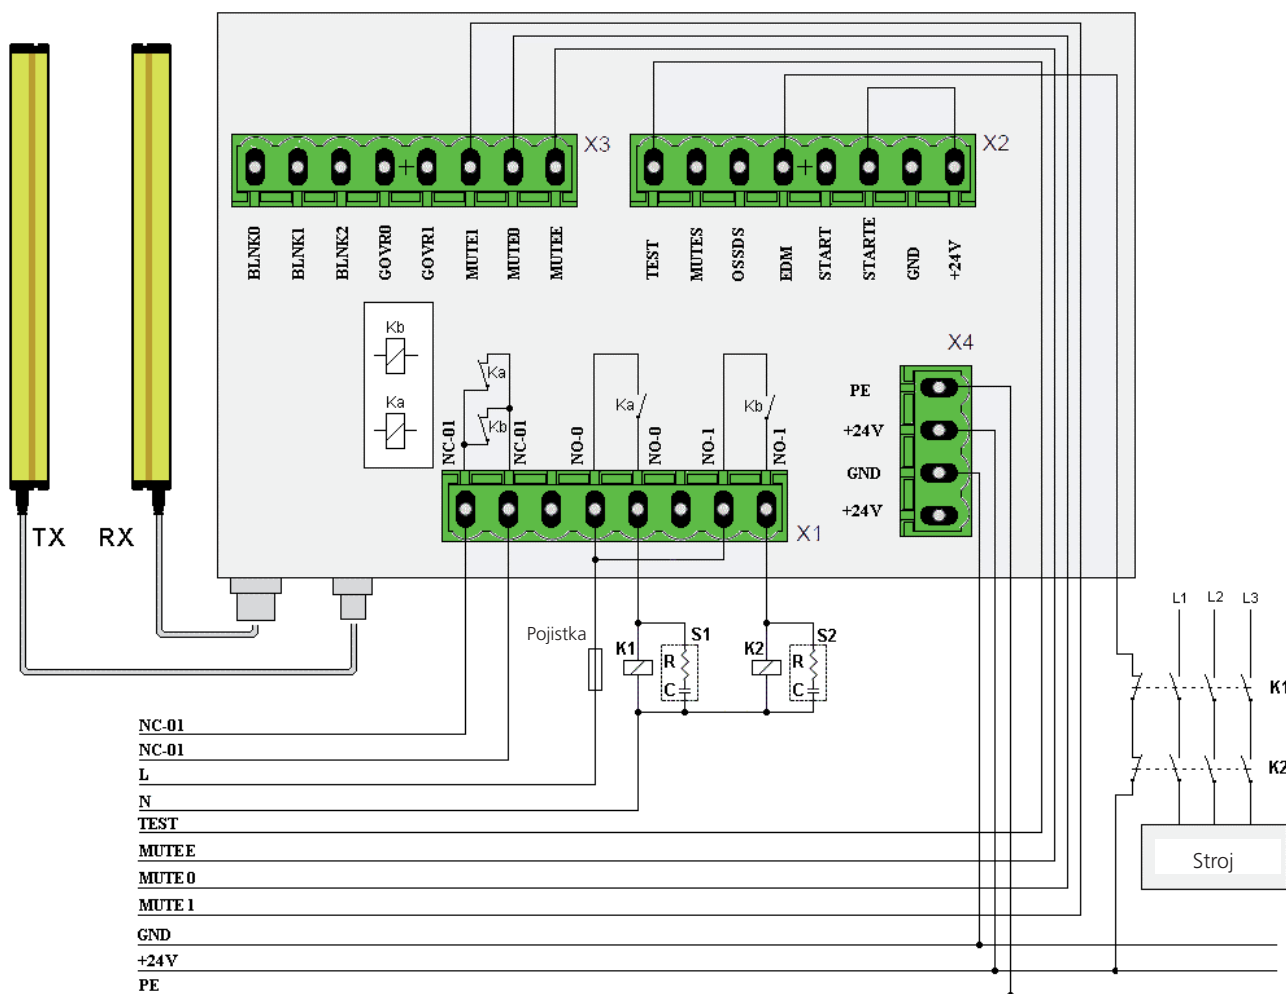 X3
X2
BLNK0
BLNK1
BLNK2
GOVR0
GOVR1
MUTE1
MUTE0
MUTEE
TEST
MUTES
OSSDS
EDM
START
STARTE
GND
+24V
Kb
Ka
Ka
Kb
Ka
Kb
NC-01
NC-01
NO-0
NO-0
NO-1
NO-1
X1
X4
PE
+24V
GND
+24V
TX
RX
Pojistka
K1
S1
R
C
K2
S2
R
C
L1
L2
L3
K1
K2
Stroj
NC-01
NC-01
L
N
TEST
MUTEE
MUTE 0
MUTE 1
GND
+24V
PE